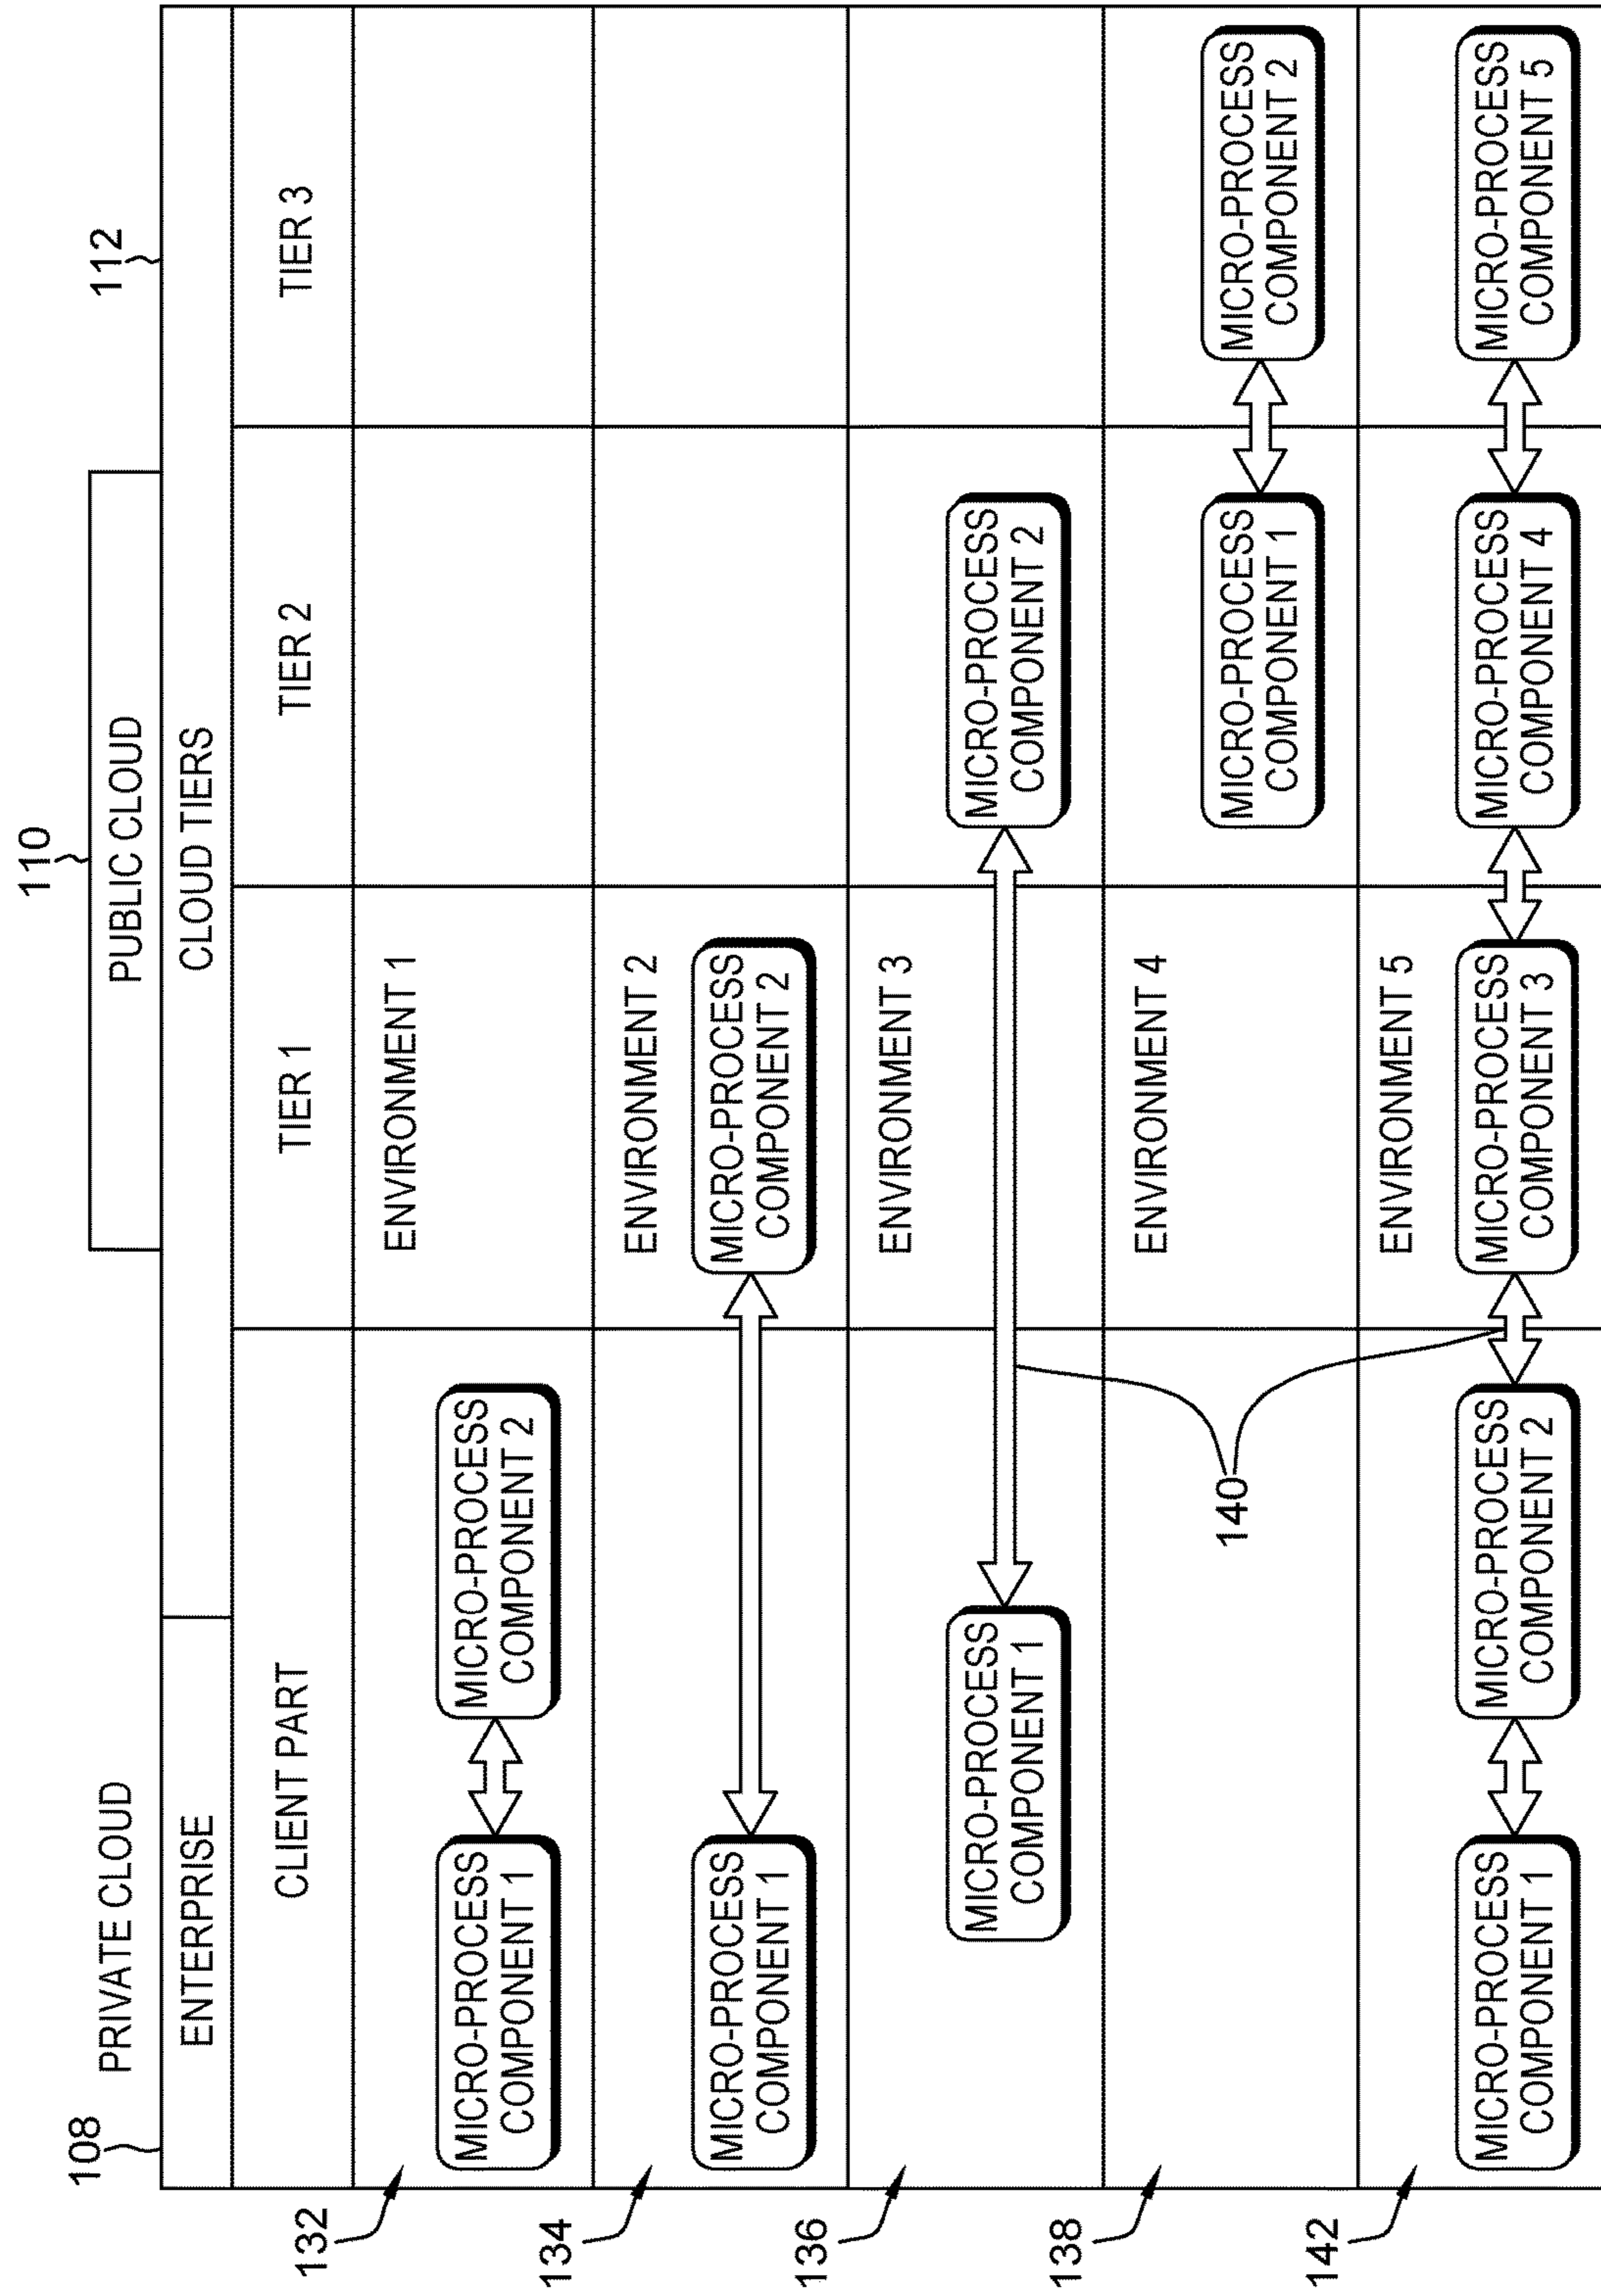 108
PRIVATE CLOUD
110
PUBLIC CLOUD
112
ENTERPRISE
CLOUD TIERS
CLIENT PART
TIER 1
TIER 2
TIER 3
132
ENVIRONMENT 1
MICRO-PROCESS
COMPONENT 1
MICRO-PROCESS
COMPONENT 2
134
ENVIRONMENT 2
MICRO-PROCESS
COMPONENT 1
MICRO-PROCESS
COMPONENT 2
136
ENVIRONMENT 3
MICRO-PROCESS
COMPONENT 1
MICRO-PROCESS
COMPONENT 2
138
ENVIRONMENT 4
MICRO-PROCESS
COMPONENT 1
MICRO-PROCESS
COMPONENT 2
140
142
ENVIRONMENT 5
MICRO-PROCESS
COMPONENT 1
MICRO-PROCESS
COMPONENT 2
MICRO-PROCESS
COMPONENT 3
MICRO-PROCESS
COMPONENT 4
MICRO-PROCESS
COMPONENT 5